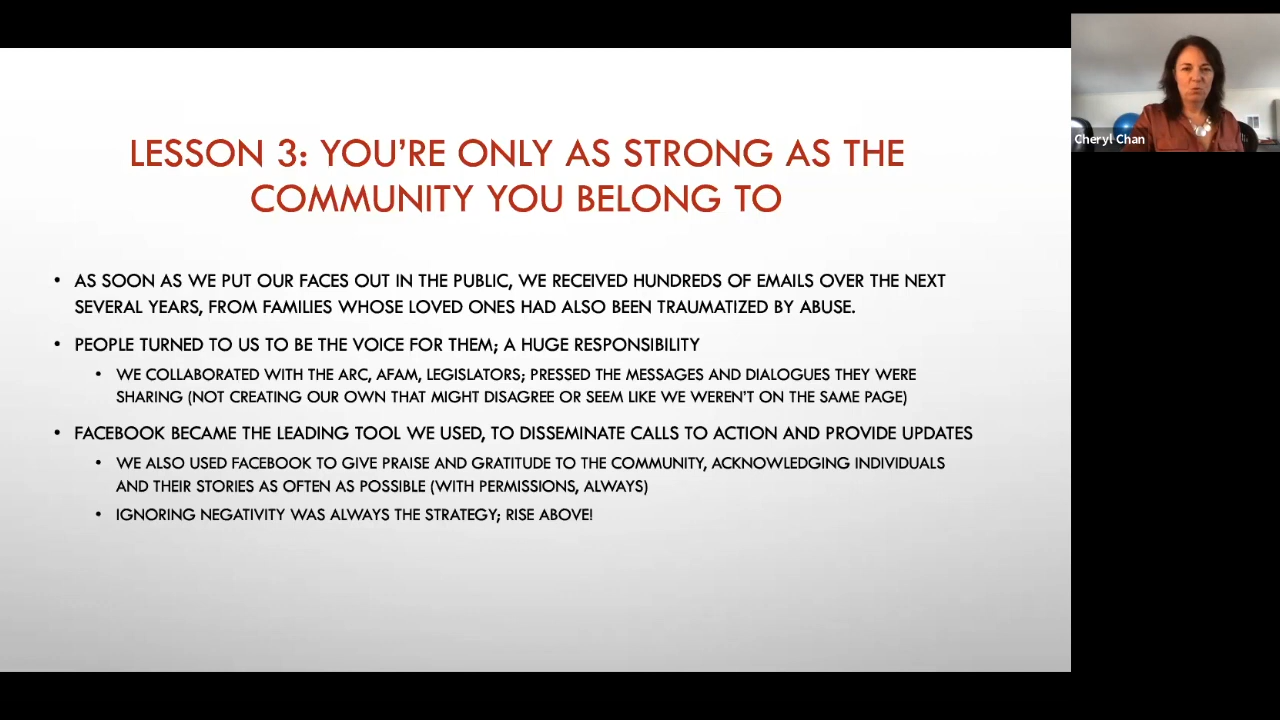 LESSON 3: YOU'RE ONLY AS STRONG AS THE
COMMUNITY YOU BELONG TO
• AS SOON AS WE PUT OUR FACES OUT IN THE PUBLIC, WE RECEIVED HUNDREDS OF EMAILS OVER THE NEXT
SEVERAL YEARS, FROM FAMILIES WHOSE LOVED ONES HAD ALSO BEEN TRAUMATIZED BY ABUSE.
• PEOPLE TURNED TO US TO BE THE VOICE FOR THEM; A HUGE RESPONSIBILITY
• WE COLLABORATED WITH THE ARC, AFAM, LEGISLATORS; PRESSED THE MESSAGES AND DIALOGUES THEY WERE
SHARING (NOT CREATING OUR OWN THAT MIGHT DISAGREE OR SEEM LIKE WE WEREN'T ON THE SAME PAGE)
• FACEBOOK BECAME THE LEADING TOOL WE USED, TO DISSEMINATE CALLS TO ACTION AND PROVIDE UPDATES
• WE ALSO USED FACEBOOK TO GIVE PRAISE AND GRATITUDE TO THE COMMUNITY, ACKNOWLEDGING INDIVIDUALS
AND THEIR STORIES AS OFTEN AS POSSIBLE (WITH PERMISSIONS, ALWAYS)
• IGNORING NEGATIVITY WAS ALWAYS THE STRATEGY; RISE ABOVE!
Cheryl Chan